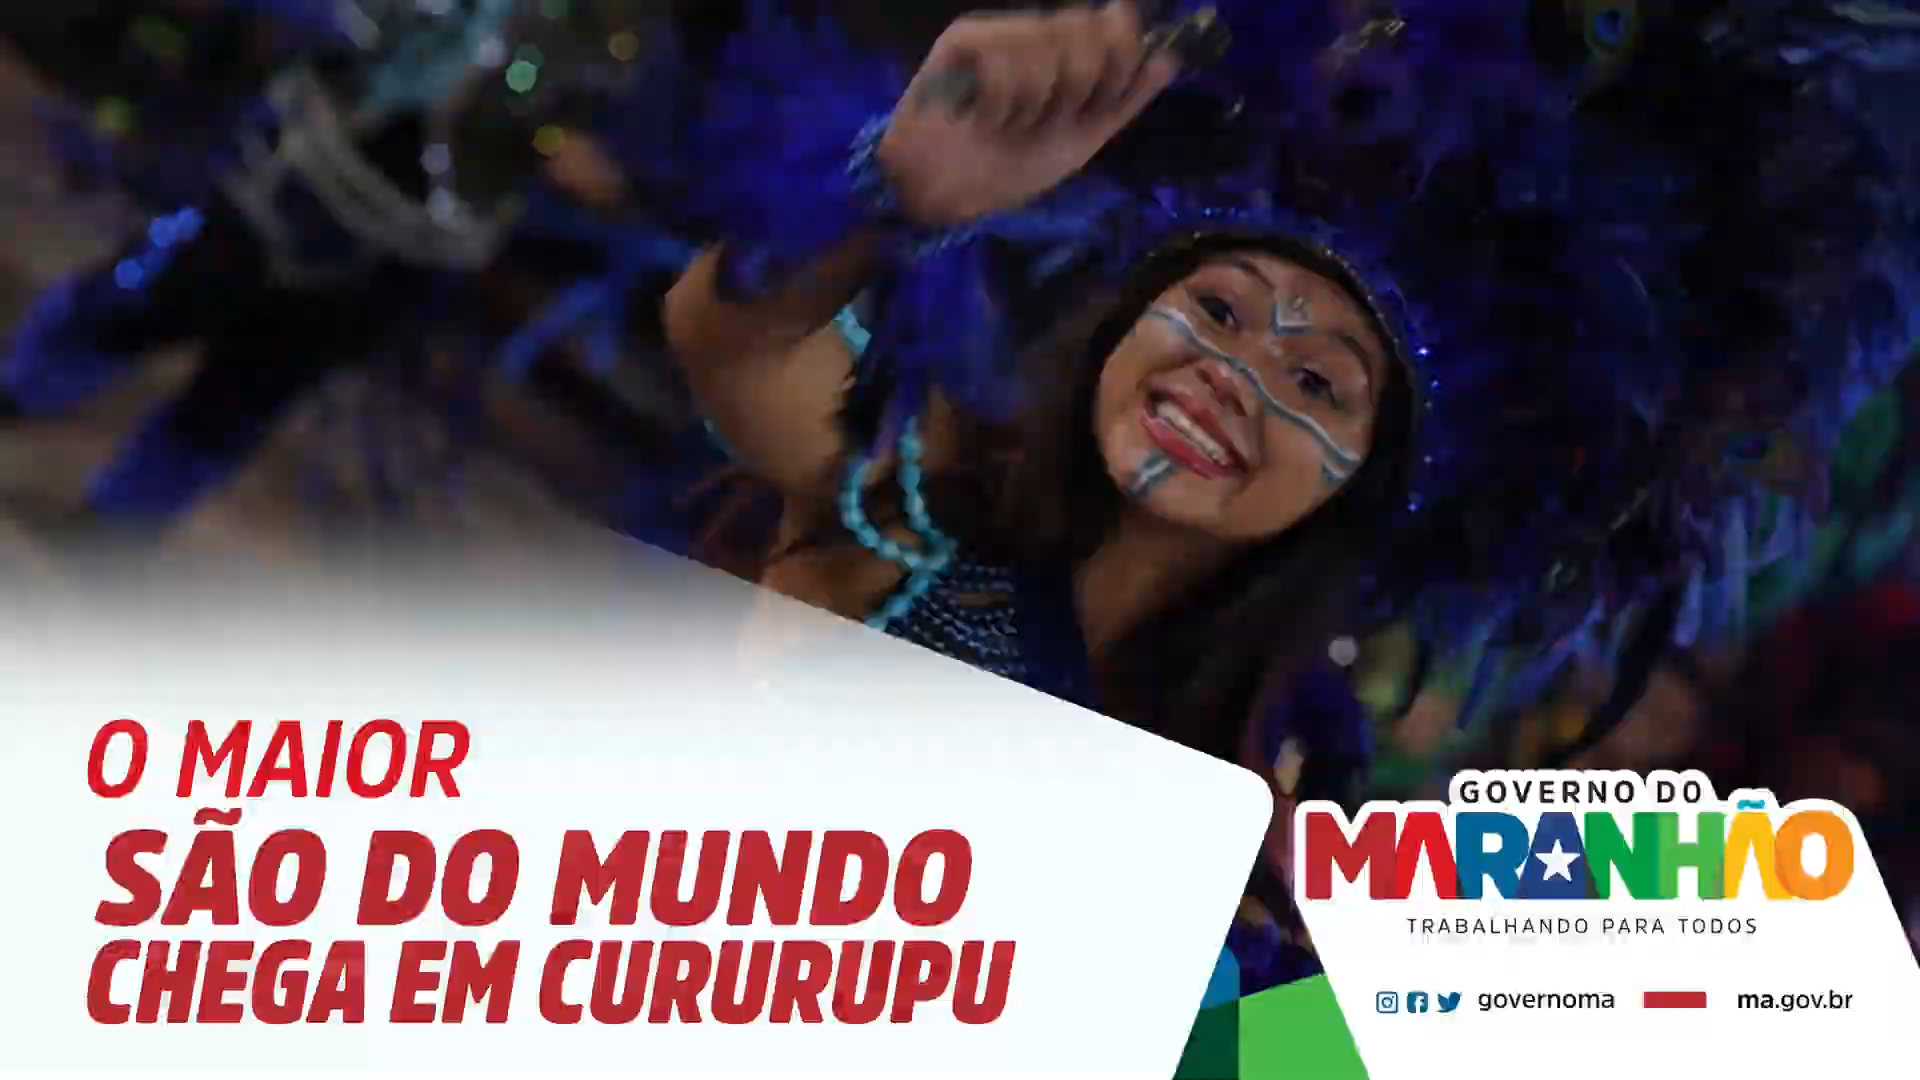 O MAIOR
SÃO DO MUNDO
CHEGA EM CURURUPU
GOVERNO DO
MARANHÃO
TRABALHANDO PARA TODOS
governoma
ma.gov.br